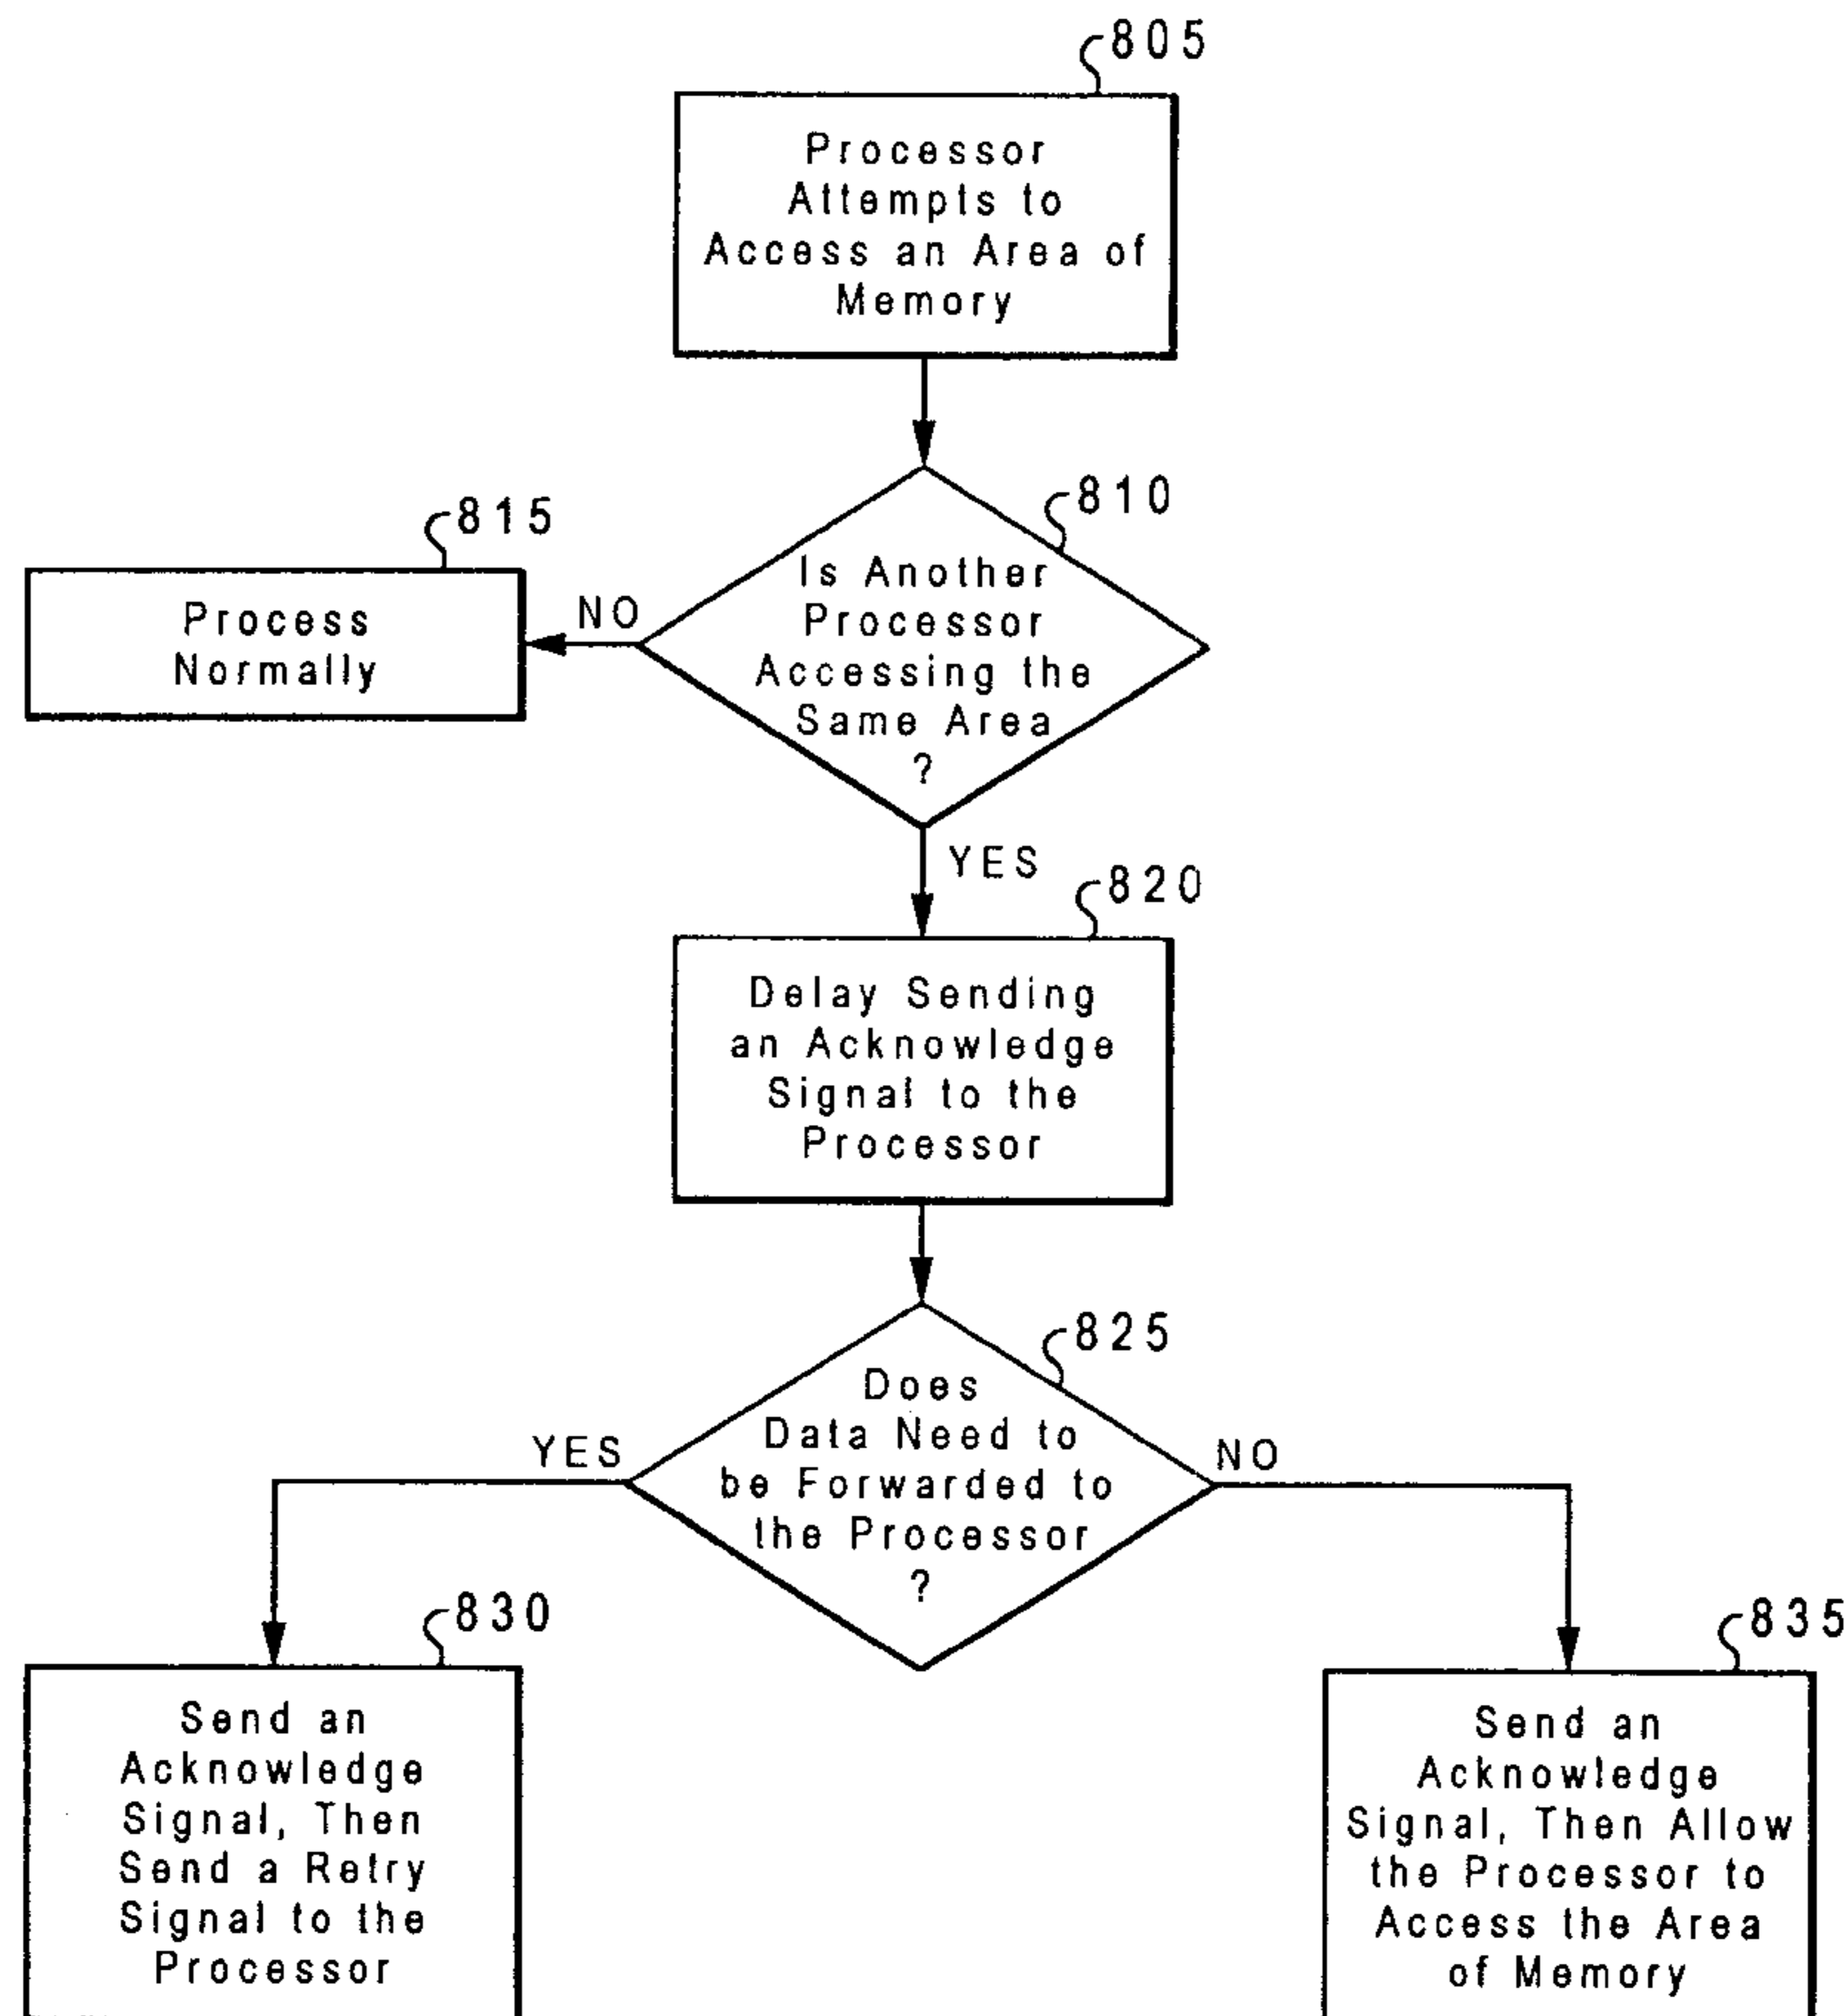 805
Processor
Attempts to
Access an Area of
Memory
810
Is Another
Processor
Accessing the
Same Area
?
NO
815
Process
Normally
YES
820
Delay Sending
an Acknowledge
Signal to the
Processor
825
Does
Data Need to
be Forwarded to
the Processor
?
YES
NO
830
Send an
Acknowledge
Signal, Then
Send a Retry
Signal to the
Processor
835
Send an
Acknowledge
Signal, Then Allow
the Processor to
Access the Area
of Memory